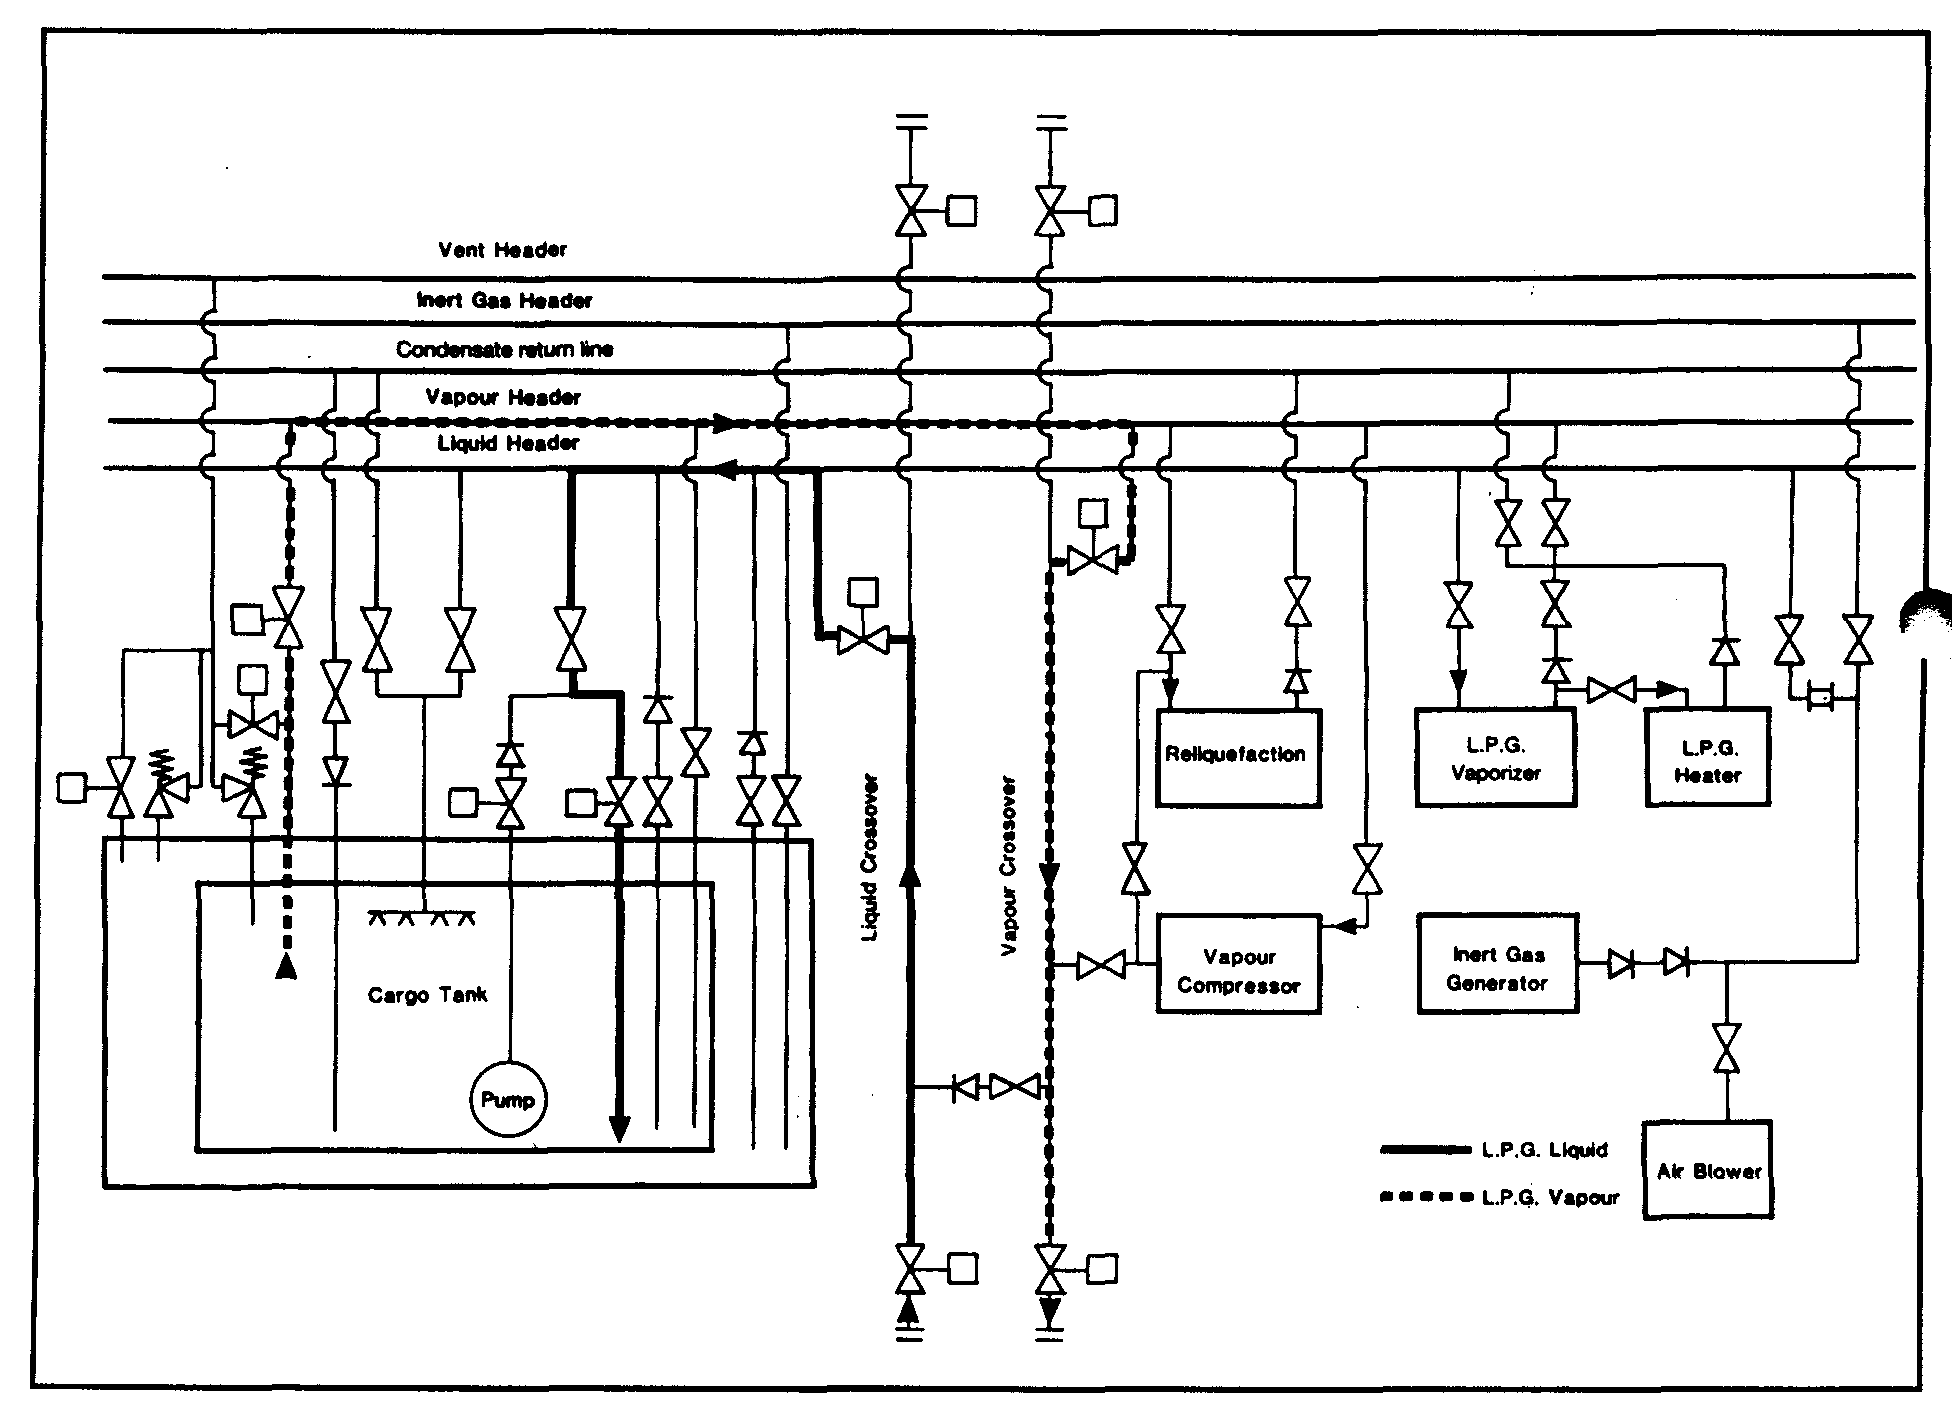 Vent Header
Inert Gas Header
Condensate return line
Vapour Header
Liquid Header
Reliquefaction
L.P.G.
Vaporizer
L.P.G.
Heater
Liquid Crossover
Vapour Crossover
Vapour
Compressor
Inert Gas
Generator
Cargo Tank
Pump
L.P.G. Liquid
L.P.G. Vapour
Air Blower